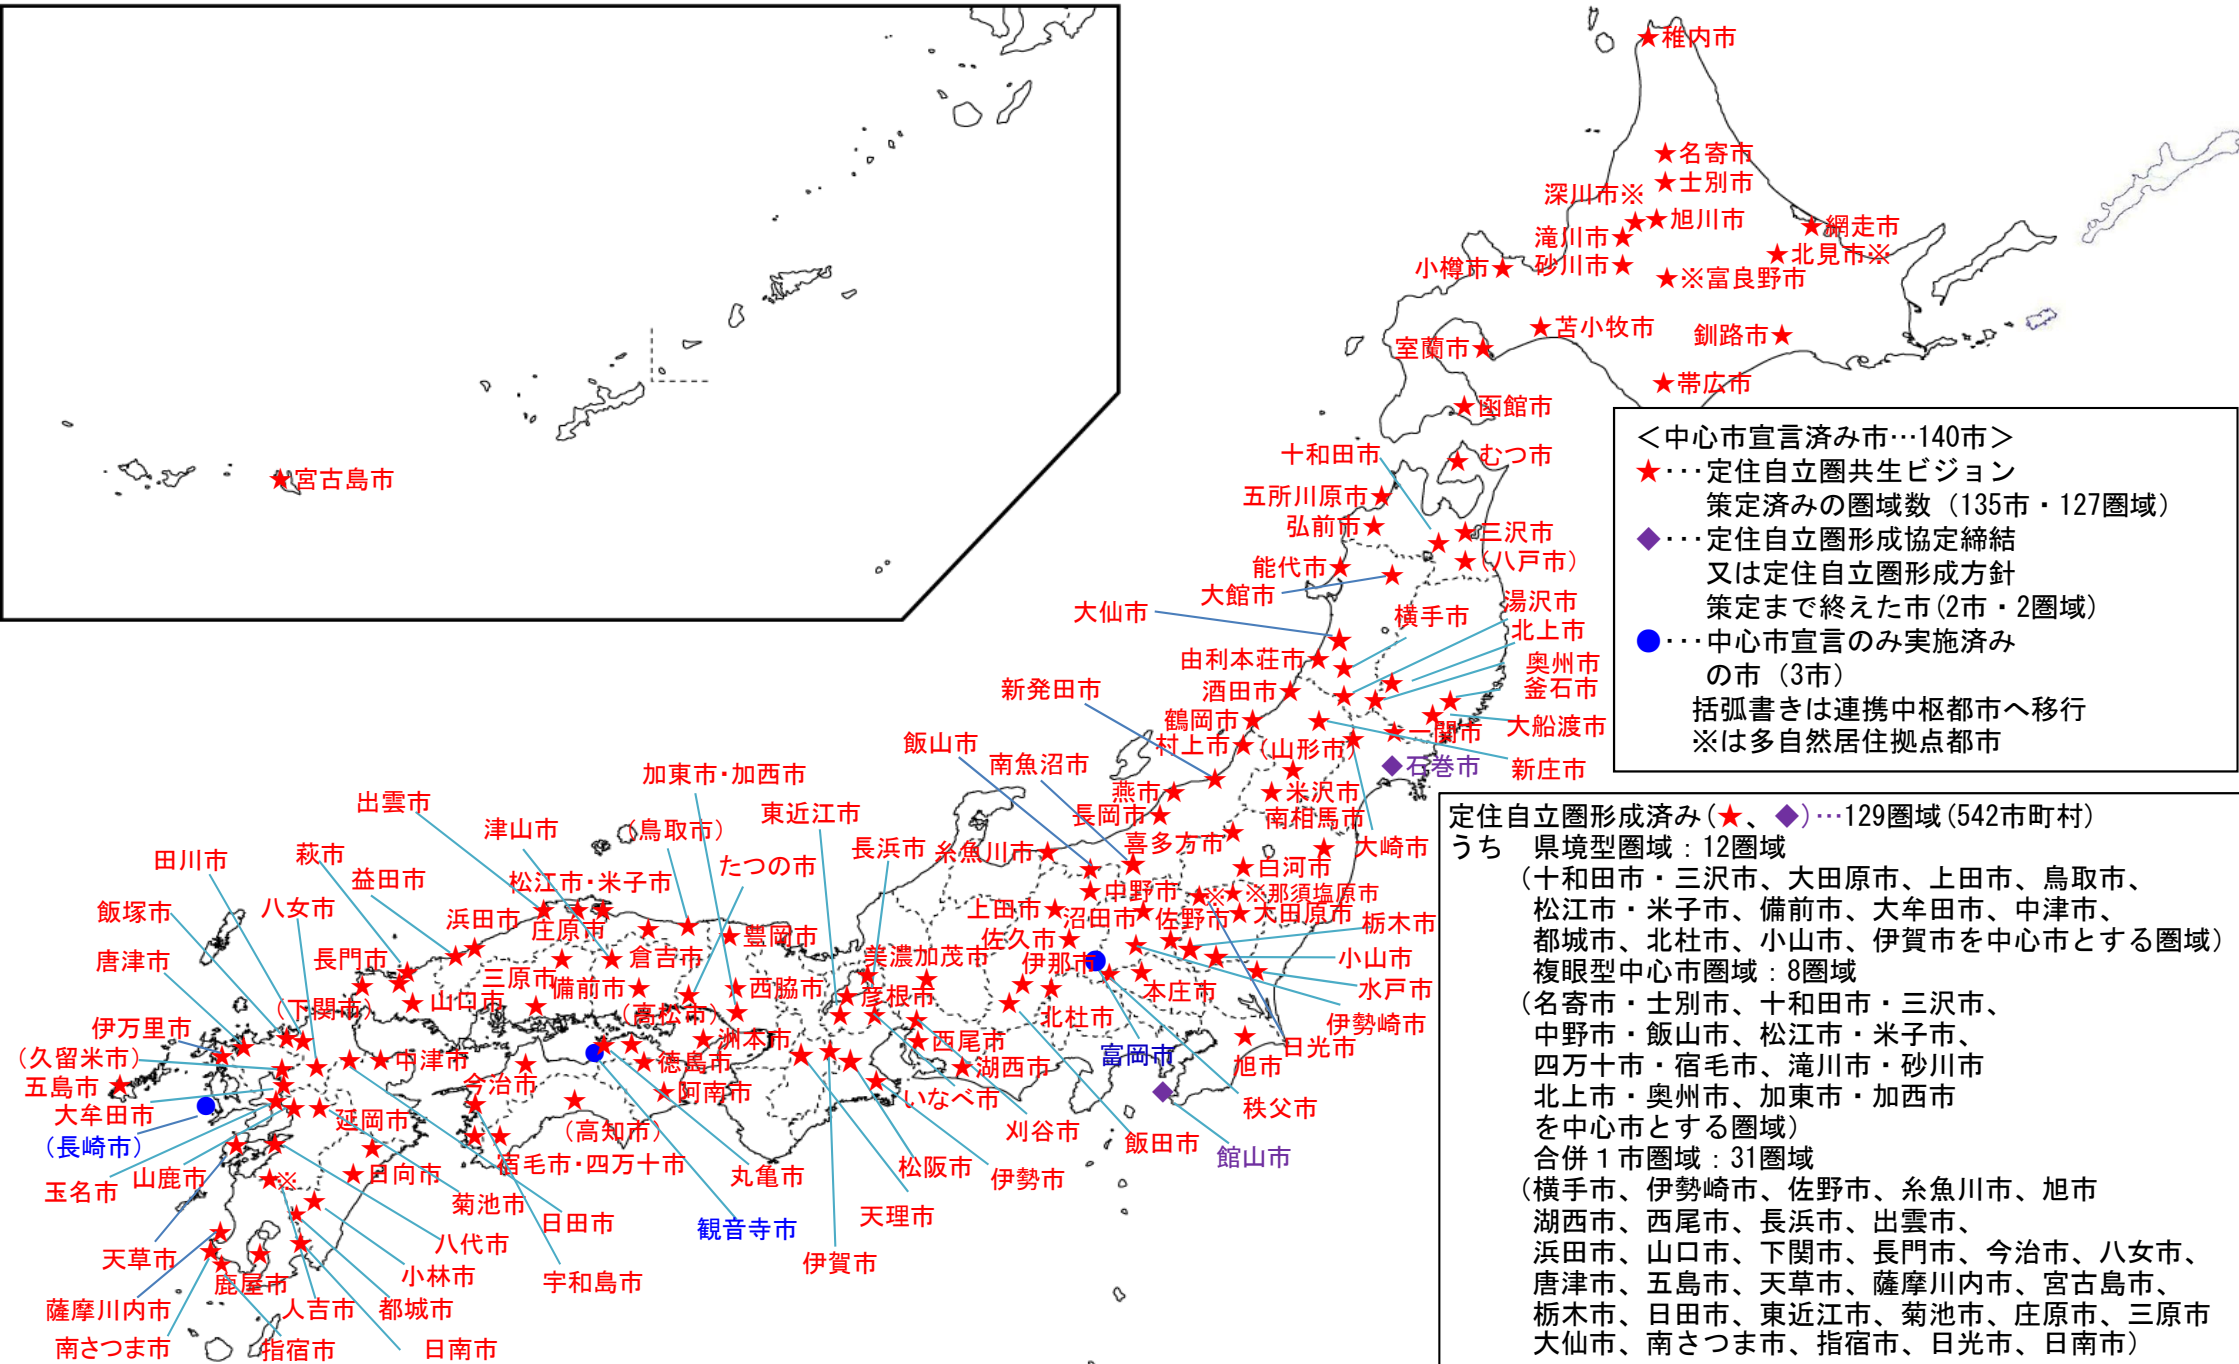 ★稚内市
★名寄市
★士別市
深川市※
★旭川市
滝川市★
★網走市
★北見市※
小樽市★
砂川市★
★※富良野市
★苫小牧市
釧路市★
室蘭市★
★帯広市
★函館市
宮古島市
十和田市
むつ市
五所川原市
弘前市
三沢市
(八戸市)
能代市
大館市
大仙市
横手市
湯沢市
北上市
由利本荘市
奥州市
酒田市
釜石市
新発田市
鶴岡市
大船渡市
村上市
(山形市)
一関市
飯山市
南魚沼市
石巻市
新庄市
燕市
米沢市
長岡市
南相馬市
喜多方市
大崎市
糸魚川市
白河市
中野市
※
※那須塩原市
上田市
沼田市
佐野市
大田原市
栃木市
佐久市
小山市
伊那市
水戸市
本庄市
北杜市
伊勢崎市
日光市
富岡市
旭市
秩父市
飯田市
館山市
加東市・加西市
出雲市
東近江市
津山市
(鳥取市)
長浜市
たつの市
萩市
田川市
益田市
松江市・米子市
飯塚市
八女市
浜田市
庄原市
豊岡市
長門市
倉吉市
美濃加茂市
唐津市
三原市
備前市
西脇市
彦根市
(下関市)
山口市
(高松市)
伊万里市
洲本市
西尾市
(久留米市)
中津市
徳島市
湖西市
五島市
今治市
阿南市
いなべ市
大牟田市
延岡市
(高知市)
刈谷市
(長崎市)
宿毛市・四万十市
松阪市
伊勢市
玉名市
山鹿市
日向市
丸亀市
※
菊池市
日田市
観音寺市
天理市
天草市
八代市
伊賀市
小林市
宇和島市
鹿屋市
薩摩川内市
人吉市
都城市
南さつま市
指宿市
日南市
＜中心市宣言済み市…140市＞
★･･･定住自立圏共生ビジョン
策定済みの圏域数（135市・127圏域）
◆･･･定住自立圏形成協定締結
又は定住自立圏形成方針
策定まで終えた市(2市・2圏域)
●･･･中心市宣言のみ実施済み
の市（3市）
括弧書きは連携中枢都市へ移行
※は多自然居住拠点都市
定住自立圏形成済み(★、◆)…129圏域(542市町村)
うち　県境型圏域：12圏域
（十和田市・三沢市、大田原市、上田市、鳥取市、
松江市・米子市、備前市、大牟田市、中津市、
都城市、北杜市、小山市、伊賀市を中心市とする圏域）
複眼型中心市圏域：8圏域
（名寄市・士別市、十和田市・三沢市、
中野市・飯山市、松江市・米子市、
四万十市・宿毛市、滝川市・砂川市
北上市・奥州市、加東市・加西市
を中心市とする圏域）
合併１市圏域：31圏域
（横手市、伊勢崎市、佐野市、糸魚川市、旭市
湖西市、西尾市、長浜市、出雲市、
浜田市、山口市、下関市、長門市、今治市、八女市、
唐津市、五島市、天草市、薩摩川内市、宮古島市、
栃木市、日田市、東近江市、菊池市、庄原市、三原市
大仙市、南さつま市、指宿市、日光市、日南市）